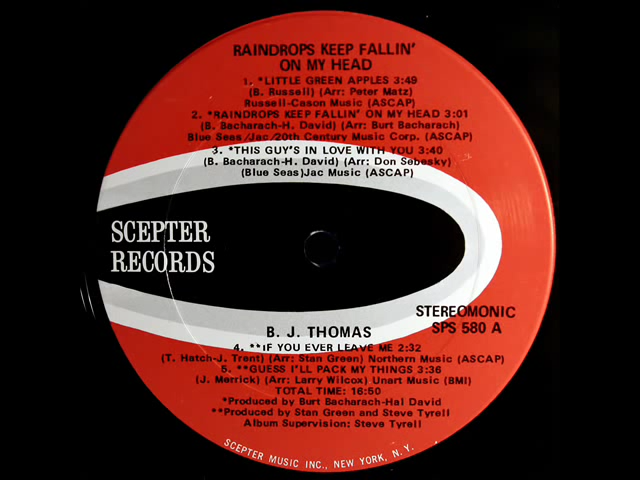 RAINDROPS KEEP FALLIN'
ON MY HEAD
1. *LITTLE GREEN APPLES 3:49
(B. Russell) (Arr: Peter Matz)
Russell-Cason Music (ASCAP)
2. *RAINDROPS KEEP FALLIN' ON MY HEAD 3:01
(B. Bacharach-H. David) (Arr: Burt Bacharach)
Blue Seas/Jac/20th Century Music Corp. (ASCAP)
3. *THIS GUY'S IN LOVE WITH YOU 3:40
(B. Bacharach-H. David) (Arr: Don Sebesky)
(Blue Seas)Jac Music (ASCAP)
SCEPTER
RECORDS
STEREOMONIC
SPS 580 A
B. J. THOMAS
4. **IF YOU EVER LEAVE ME 2:32
(T. Hatch-J. Trent) (Arr: Stan Green) Northern Music (ASCAP)
5. **GUESS I'LL PACK MY THINGS 3:36
(J. Merrick) (Arr: Larry Wilcox) Unart Music (BMI)
TOTAL TIME: 16:50
*Produced by Burt Bacharach-Hal David
**Produced by Stan Green and Steve Tyrell
Album Supervision: Steve Tyrell
SCEPTER MUSIC INC., NEW YORK, N. Y.